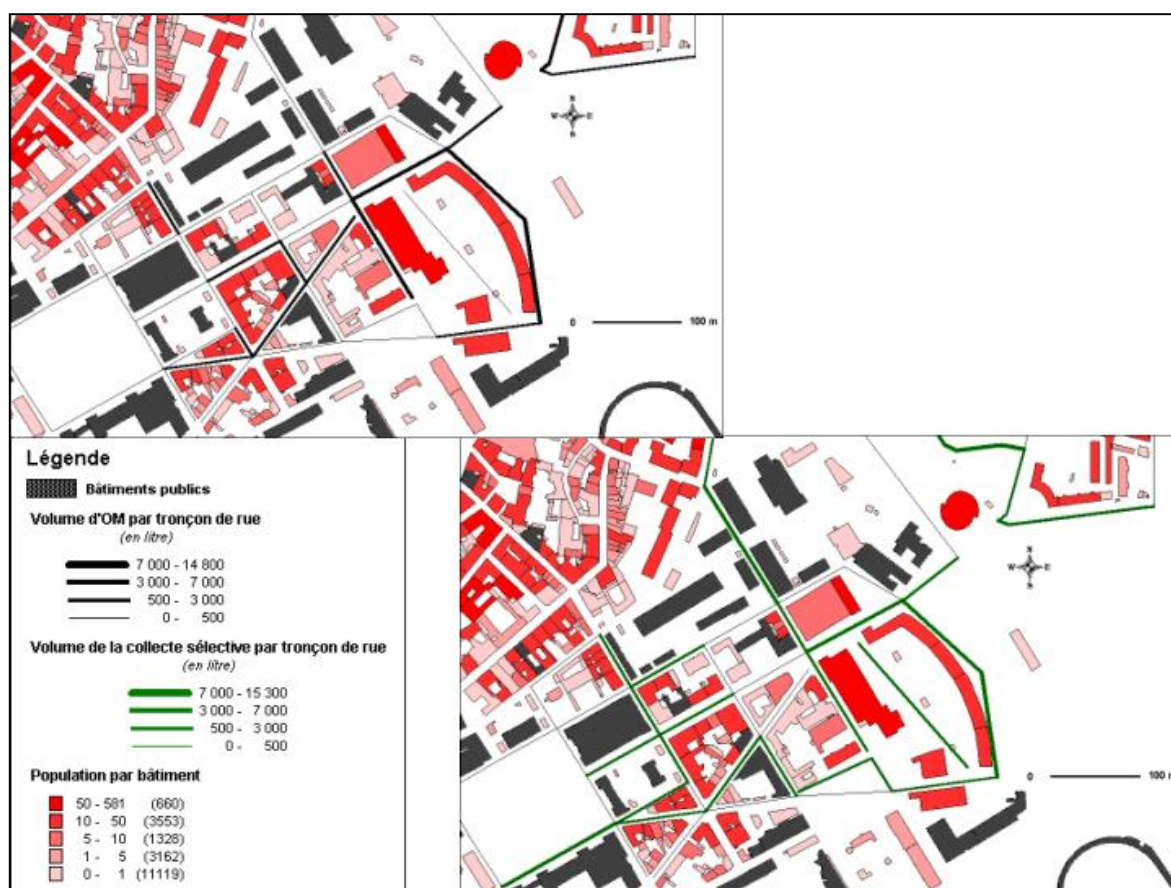 N
W E
S
0 100 m
Légende
Bâtiments publics
Volume d'OM par tronçon de rue
(en litre)
7 000 - 14 800
3 000 - 7 000
500 - 3 000
0 - 500
Volume de la collecte sélective par tronçon de rue
(en litre)
7 000 - 15 300
3 000 - 7 000
500 - 3 000
0 - 500
Population par bâtiment
50 - 581 (660)
10 - 50 (3553)
5 - 10 (1328)
1 - 5 (3162)
0 - 1 (11119)
N
W E
S
0 100 m